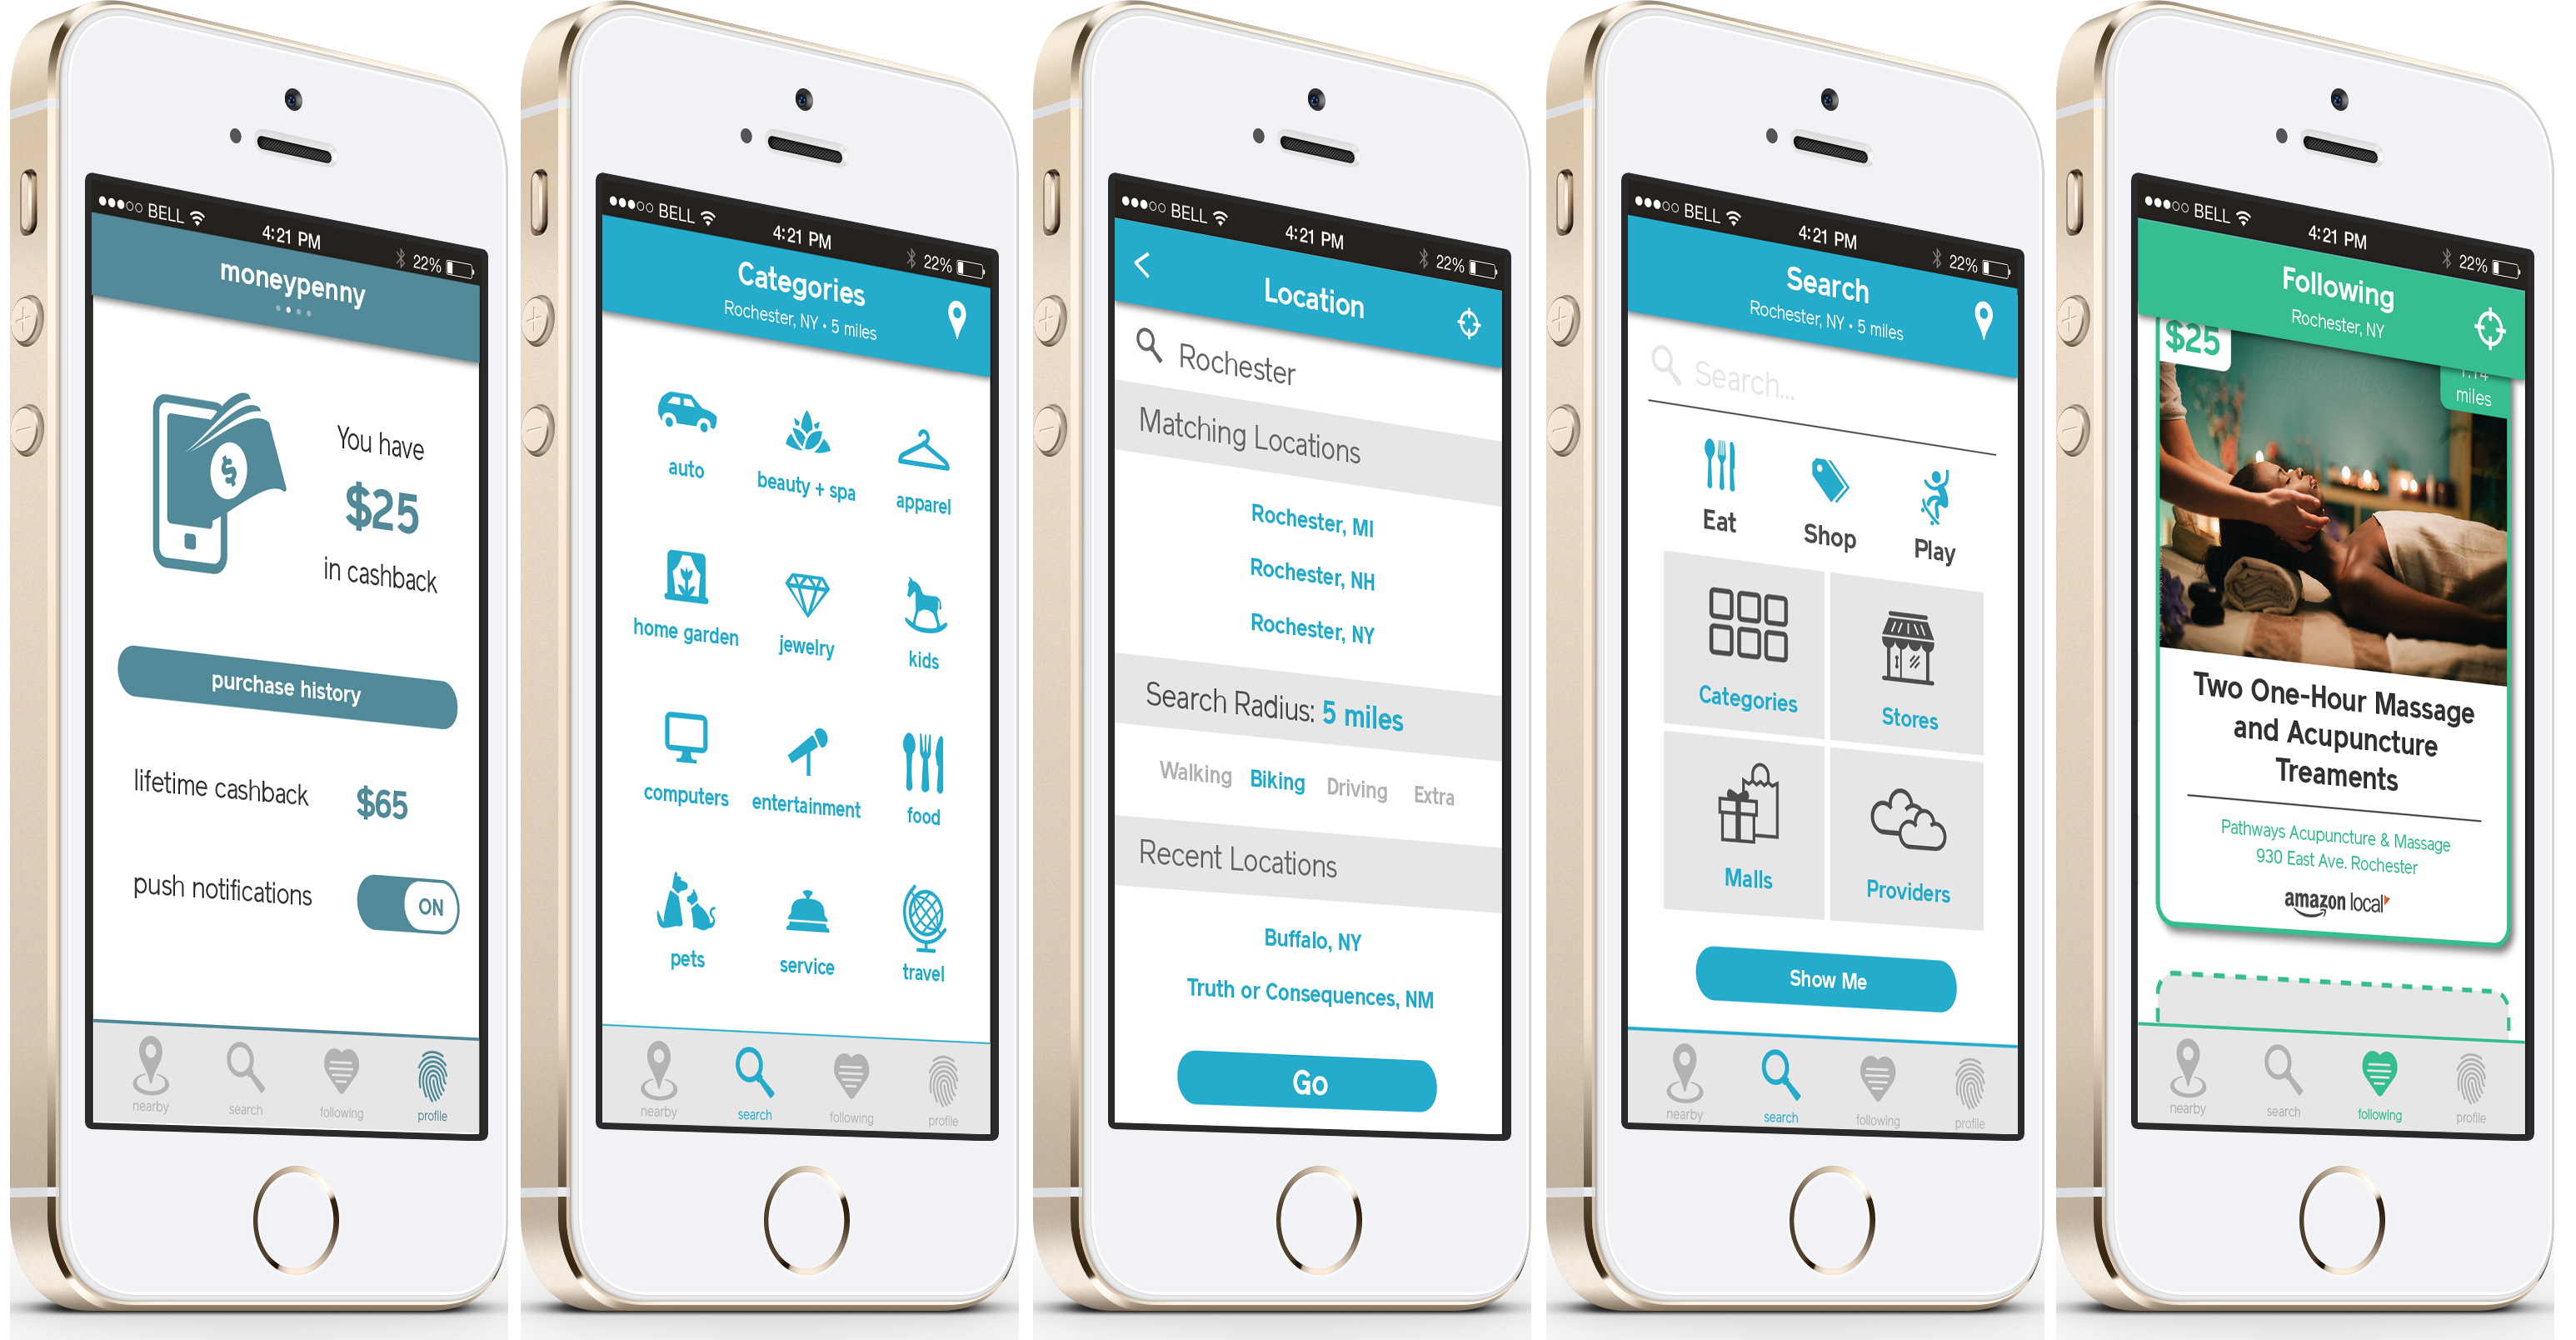 BELL
4:21 PM
22%
moneypenny
You have
$25
in cashback
purchase history
lifetime cashback
$65
push notifications
ON
nearby
search
following
profile
BELL
4:21 PM
22%
Categories
Rochester, NY • 5 miles
auto
beauty + spa
apparel
home garden
jewelry
kids
computers
entertainment
food
pets
service
travel
nearby
search
following
profile
BELL
4:21 PM
22%
Location
Rochester
Matching Locations
Rochester, MI
Rochester, NH
Rochester, NY
Search Radius: 5 miles
Walking Biking Driving Extra
Recent Locations
Buffalo, NY
Truth or Consequences, NM
Go
BELL
4:21 PM
22%
Search
Rochester, NY • 5 miles
Search...
Eat
Shop
Play
Categories
Stores
Malls
Providers
Show Me
nearby
search
following
profile
BELL
4:21 PM
22%
Following
Rochester, NY
$25
miles
Two One-Hour Massage
and Acupuncture
Treaments
Pathways Acupuncture & Massage
930 East Ave. Rochester
amazon local
nearby
search
following
profile